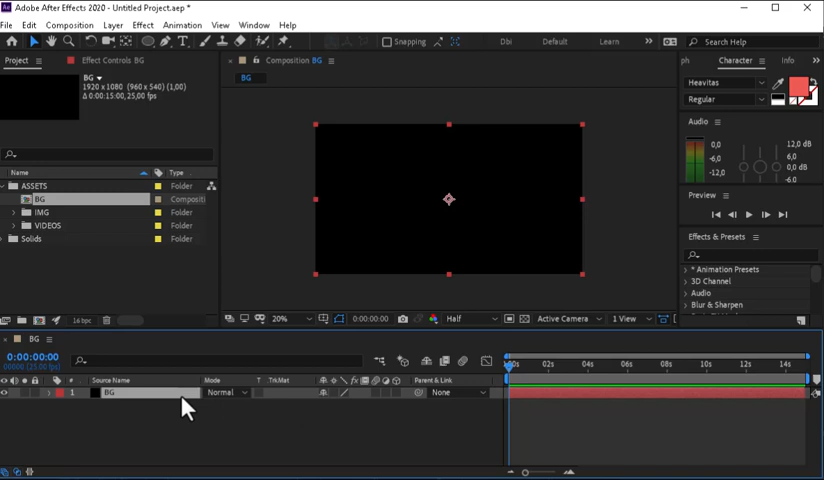 Adobe After Effects 2020 - Untitled Project.aep *
File Edit Composition Layer Effect Animation View Window Help
Snapping Dbi Default Learn Search Help
Project Effect Controls BG Composition BG Character Info
BG
BG
1920 x 1080 (960 x 540) (1,00)
Δ 0:00:15:00, 25,00 fps
Heavitas
Regular
Audio
0,0 12,0 dB
-6,0 6,0
-12,0 0,0 dB
-6.0
Name Type
ASSETS Folder
BG Compositi
IMG Folder
VIDEOS Folder
Solids Folder
Preview
Effects & Presets
* Animation Presets
3D Channel
Audio
Blur & Sharpen
16 bpc
20% 0:00:00:00 Half Active Camera 1 View
BG
0:00:00:00
00000 (25.00 fps)
# Source Name Mode T TrkMat Parent & Link
1 BG Normal None
02s 04s 06s 08s 10s 12s 14s